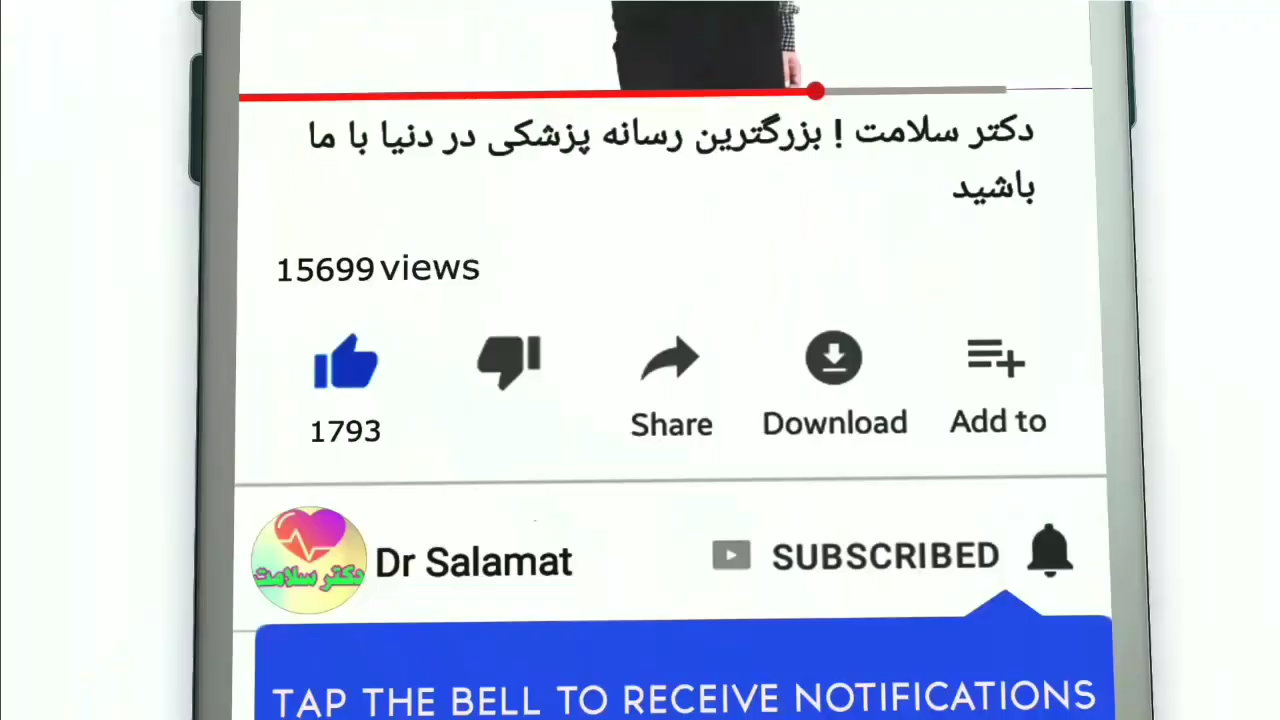 دکتر سلامت ! بزرگترین رسانه پزشکی در دنیا با ما
باشید
15699 views
1793
Share
Download
Add to
دکتر سلامت
Dr Salamat
SUBSCRIBED
TAP THE BELL TO RECEIVE NOTIFICATIONS